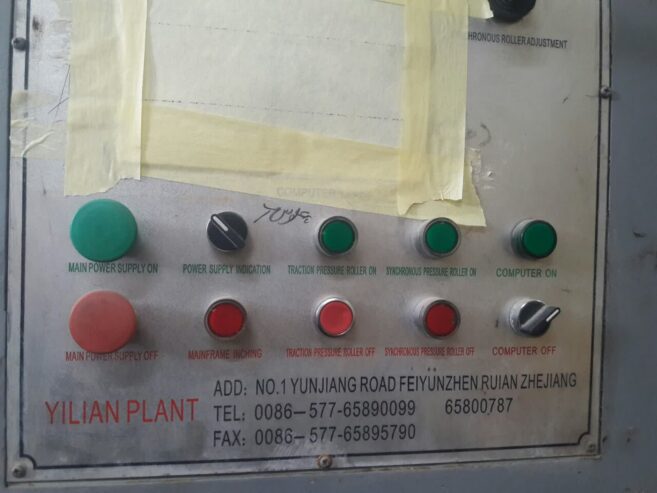 CHRONOUS ROLLER ADJUSTMENT
COMPUTER
MAIN POWER SUPPLY ON POWER SUPPLY INDICATION TRACTION PRESSURE ROLLER ON SYNCHRONOUS PRESSURE ROLLER ON COMPUTER ON
MAIN POWER SUPPLY OFF MAINFRAME INCHING TRACTION PRESSURE ROLLER OFF SYNCHRONOUS PRESSURE ROLLER OFF COMPUTER OFF
YILIAN PLANT
ADD: NO.1 YUNJIANG ROAD FEIYUNZHEN RUIAN ZHEJIANG
TEL: 0086-577-65890099 65800787
FAX: 0086-577-65895790